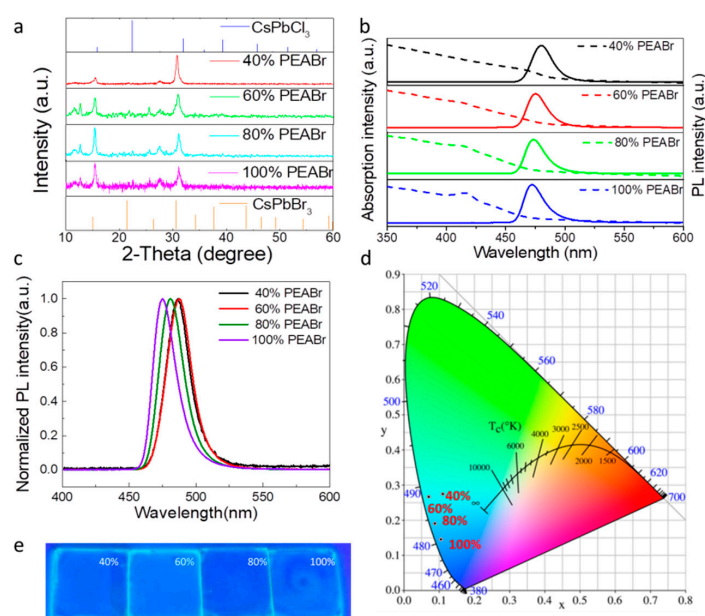 a
CsPbCl3
40% PEABr
60% PEABr
80% PEABr
100% PEABr
CsPbBr3
Intensity (a.u.)
10 20 30 40 50 60
2-Theta (degree)
b
40% PEABr
60% PEABr
80% PEABr
100% PEABr
Absorption intensity (a.u.)
PL intensity (a.u.)
350 400 450 500 550 600
Wavelength (nm)
c
40% PEABr
60% PEABr
80% PEABr
100% PEABr
Normalized PL intensity(a.u.)
1.0
0.8
0.6
0.4
0.2
0.0
400 450 500 550 600
Wavelength(nm)
d
0.9
0.8
0.7
0.6
0.5
y
0.4
0.3
0.2
0.1
0.0
0.0 0.1 0.2 0.3 0.4 0.5 0.6 0.7 0.8
x
520
540
560
500
580
600
620
700
490
480
470
460
380
Tc(°K)
10000
6000
4000
3000
2500
2000
1500
∞
40%
60%
80%
100%
e
40% 60% 80% 100%